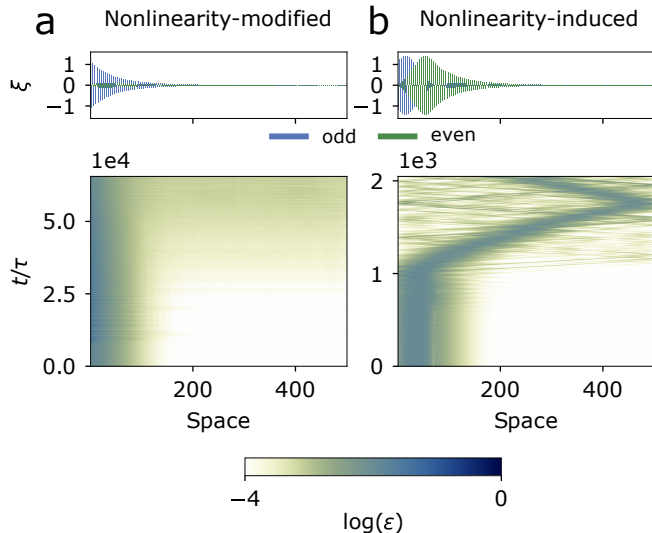 a Nonlinearity-modified b Nonlinearity-induced
ξ 1 0 −1 1 0 −1
odd even
1e4 1e3
t/τ 5.0 2.5 0.0 2 1 0
200 400 200 400
Space Space
−4 0
log(ε)